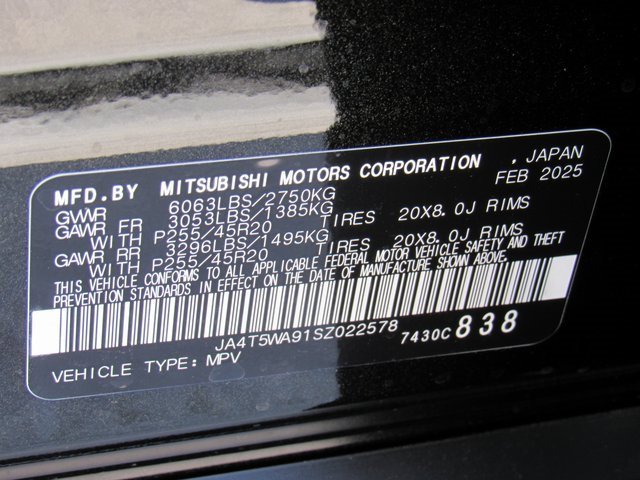 MFD.BY MITSUBISHI MOTORS CORPORATION , JAPAN
GVWR 6063LBS/2750KG FEB 2025
GAWR FR 3053LBS/1385KG
WITH P255/45R20 TIRES 20X8.0J RIMS
GAWR RR 3296LBS/1495KG
WITH P255/45R20 TIRES 20X8.0J RIMS
THIS VEHICLE CONFORMS TO ALL APPLICABLE FEDERAL MOTOR VEHICLE SAFETY AND THEFT
PREVENTION STANDARDS IN EFFECT ON THE DATE OF MANUFACTURE SHOWN ABOVE.
JA4T5WA91SZ022578 7430C 838
VEHICLE TYPE: MPV